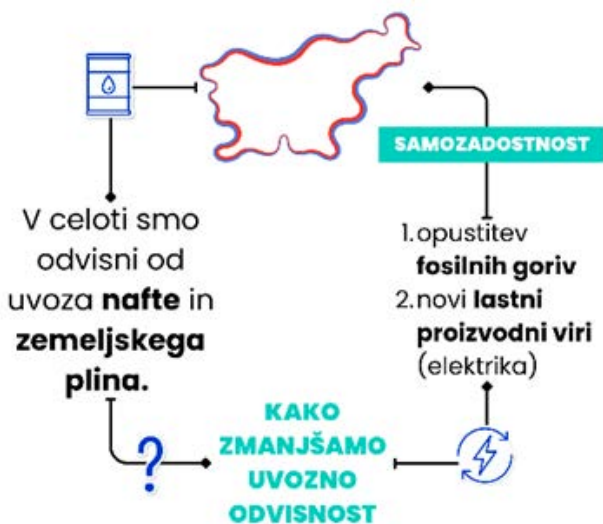 SAMOZADOSTNOST
V celoti smo
odvisni od
uvoza nafte in
zemeljskega
plina.
1. opustitev
fosilnih goriv
2. novi lastni
proizvodni viri
(elektrika)
?
KAKO
ZMANJŠAMO
UVOZNO
ODVISNOST